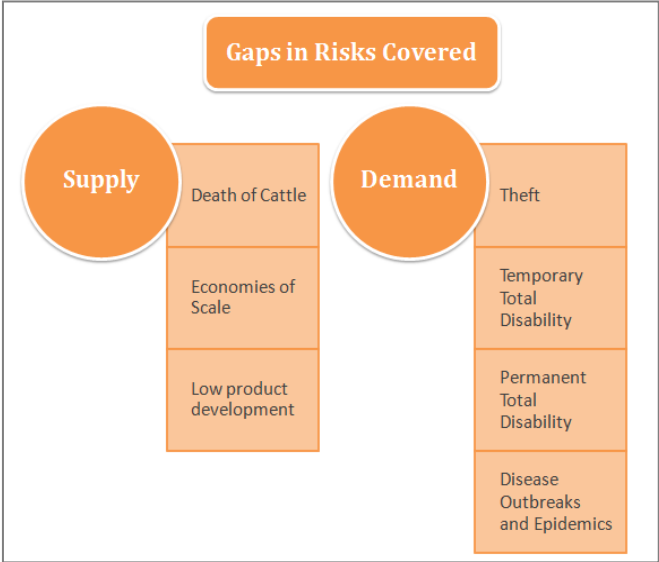 Gaps in Risks Covered
Supply
Death of Cattle
Economies of
Scale
Low product
development
Demand
Theft
Temporary
Total
Disability
Permanent
Total
Disability
Disease
Outbreaks
and Epidemics